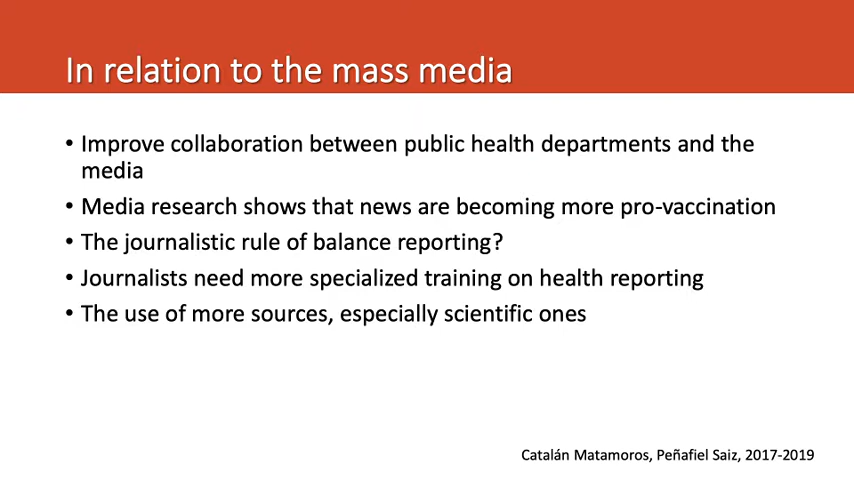 In relation to the mass media
• Improve collaboration between public health departments and the
media
• Media research shows that news are becoming more pro-vaccination
• The journalistic rule of balance reporting?
• Journalists need more specialized training on health reporting
• The use of more sources, especially scientific ones
Catalán Matamoros, Peñafiel Saiz, 2017-2019